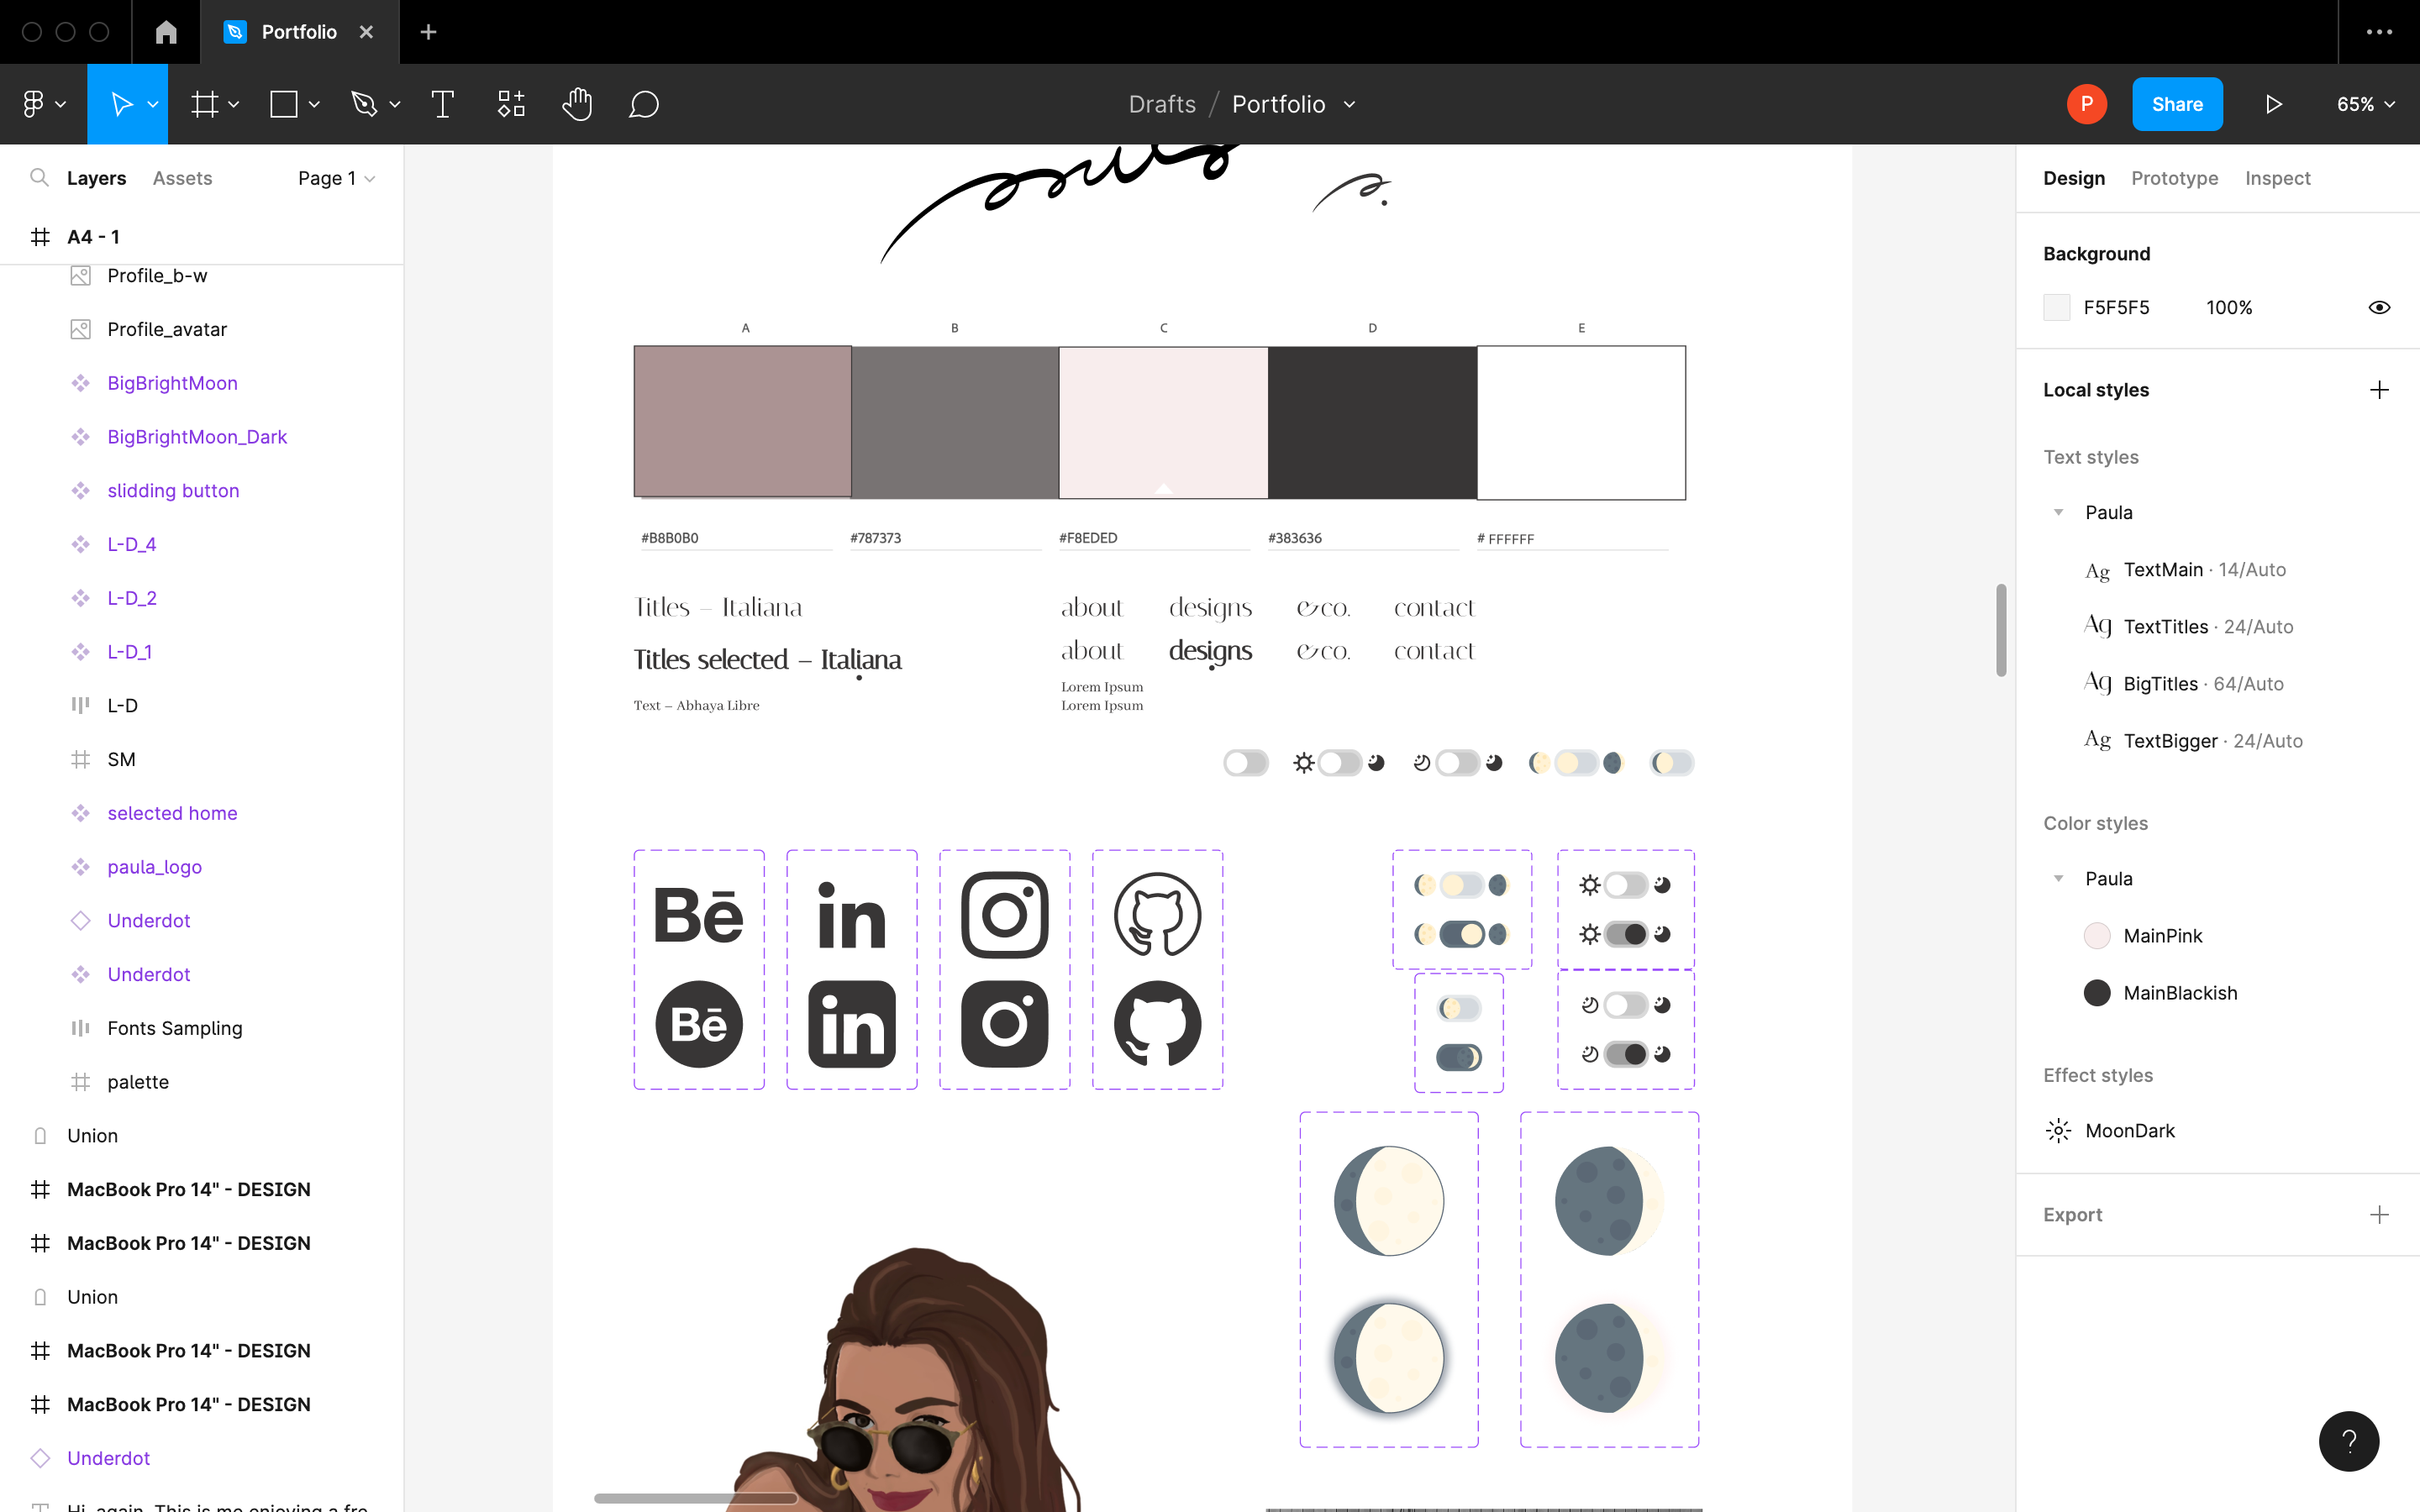 Portfolio
Drafts / Portfolio
P
Share
65%
Layers
Assets
Page 1
A4 - 1
Profile_b-w
Profile_avatar
BigBrightMoon
BigBrightMoon_Dark
slidding button
L-D_4
L-D_2
L-D_1
L-D
SM
selected home
paula_logo
Underdot
Underdot
Fonts Sampling
palette
Union
MacBook Pro 14" - DESIGN
MacBook Pro 14" - DESIGN
Union
MacBook Pro 14" - DESIGN
MacBook Pro 14" - DESIGN
Underdot
Hi, again. This is me enjoying a fre
A B C D E
#B8B0B0 #787373 #F8EDED #383636 # FFFFFF
Titles – Italiana
Titles selected – Italiana
Text – Abhaya Libre
about designs &co. contact
about designs &co. contact
Lorem Ipsum
Lorem Ipsum
Bē in
Bē in
Design
Prototype
Inspect
Background
F5F5F5 100%
Local styles
Text styles
Paula
Ag TextMain · 14/Auto
Ag TextTitles · 24/Auto
Ag BigTitles · 64/Auto
Ag TextBigger · 24/Auto
Color styles
Paula
MainPink
MainBlackish
Effect styles
MoonDark
Export
?